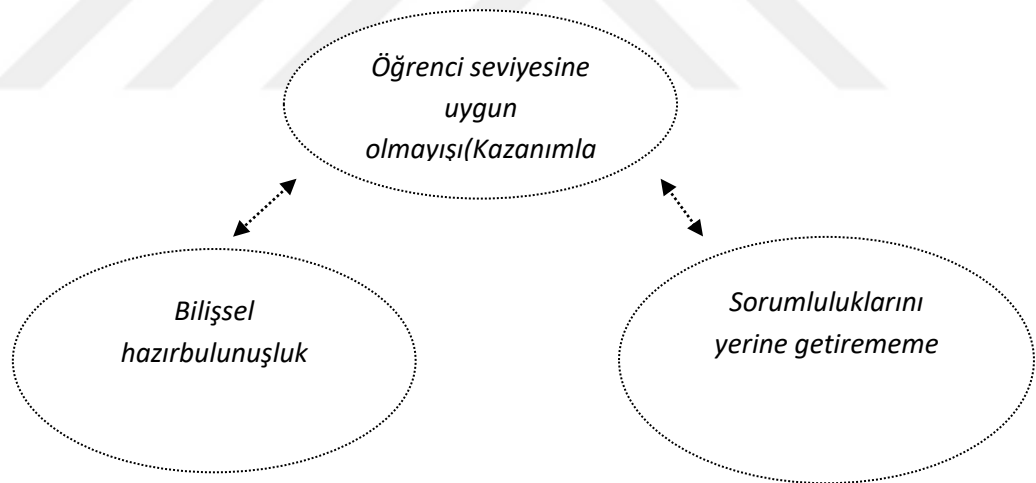 Öğrenci seviyesine
uygun
olmayışı(Kazanımla
Bilişsel
hazırbulunuşluk
Sorumluluklarını
yerine getirememe